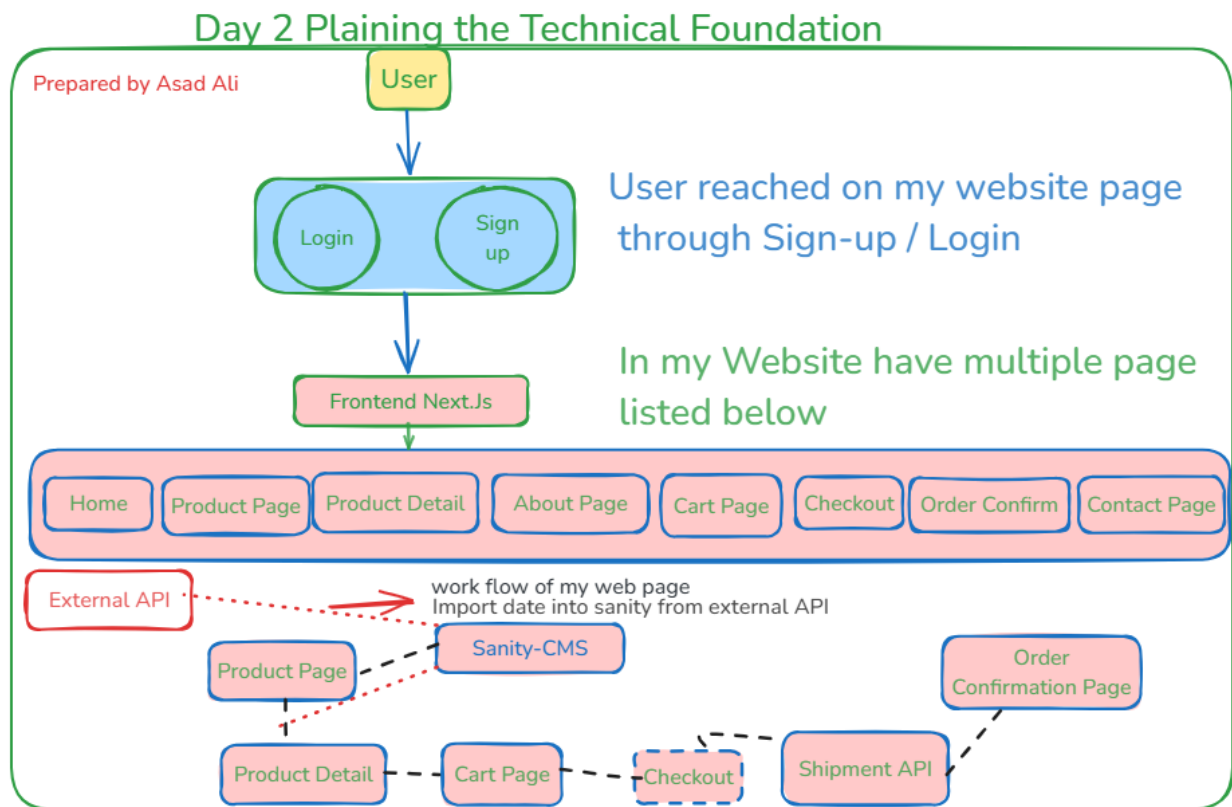 Day 2 Plaining the Technical Foundation
Prepared by Asad Ali
User
Login
Sign
up
User reached on my website page
through Sign-up / Login
Frontend Next.Js
In my Website have multiple page
listed below
Home
Product Page
Product Detail
About Page
Cart Page
Checkout
Order Confirm
Contact Page
External API
work flow of my web page
Import date into sanity from external API
Sanity-CMS
Product Page
Order
Confirmation Page
Product Detail
Cart Page
Checkout
Shipment API